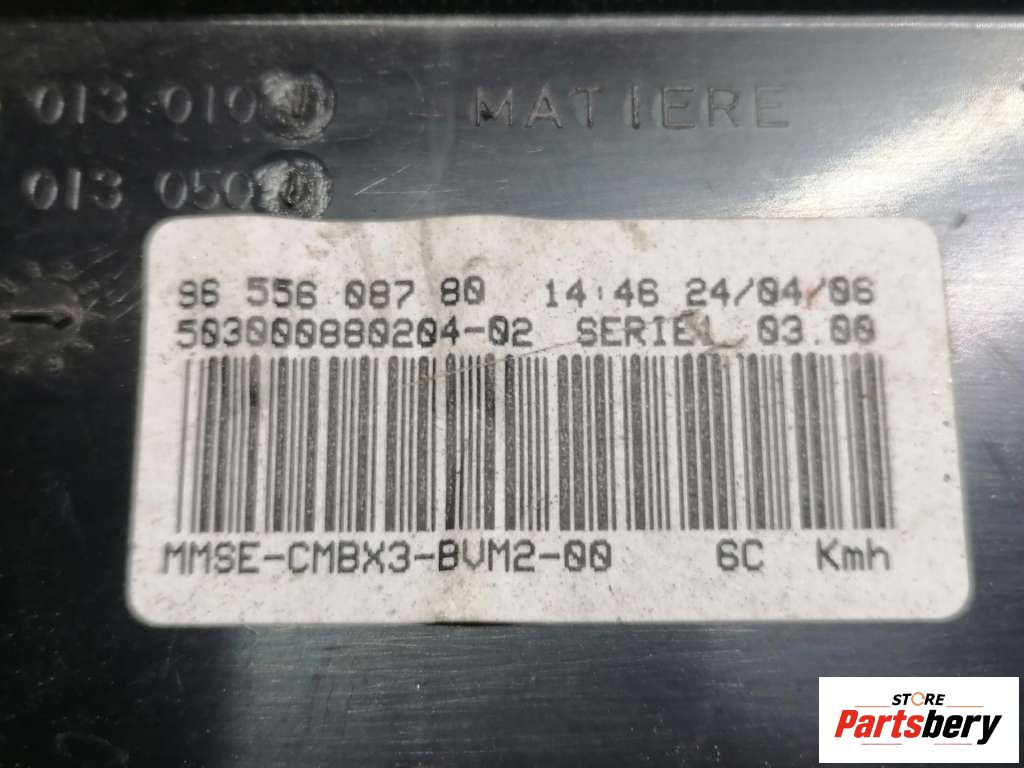 013 010
MATIERE
013 050
96 556 087 80 14:46 24/04/06
503000880204-02 SERIE1 03.00
MMSE-CMBX3-BVM2-00 6C Kmh
STORE
Partsbery